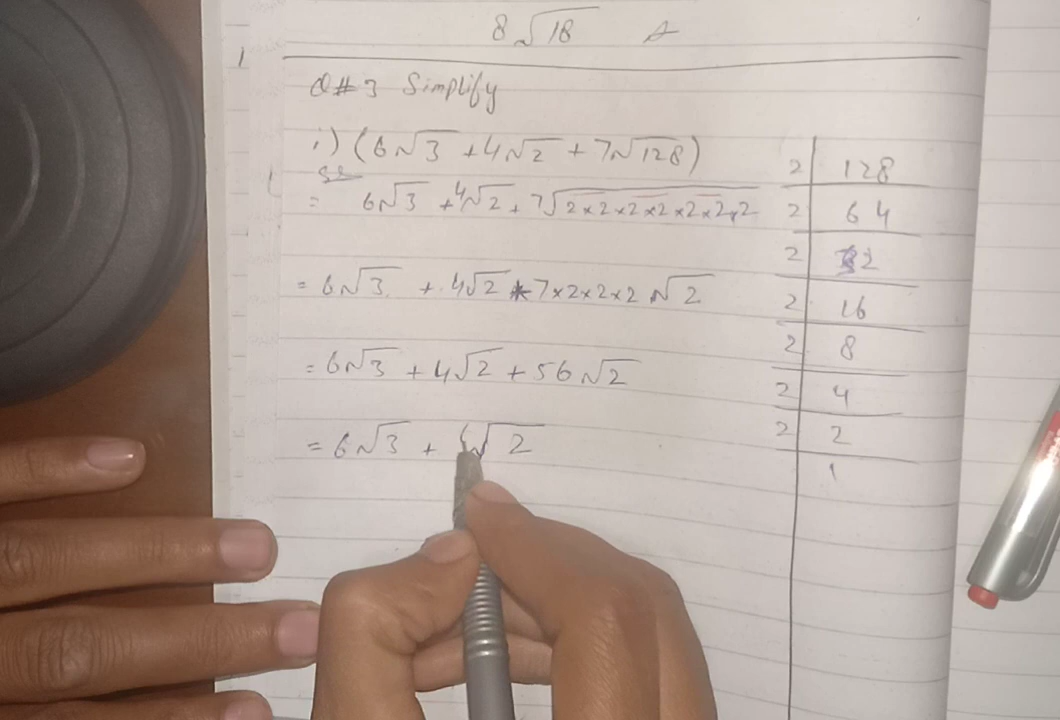 8√18
Q#3 Simplify
i) (6√3 + 4√2 + 7√128)
= 6√3 + 4√2 + 7√2×2×2×2×2×2×2
= 6√3 + 4√2 * 7×2×2×2 √2
= 6√3 + 4√2 + 56√2
= 6√3 + 6√2
2 | 128
2 | 64
2 | 32
2 | 16
2 | 8
2 | 4
2 | 2
1